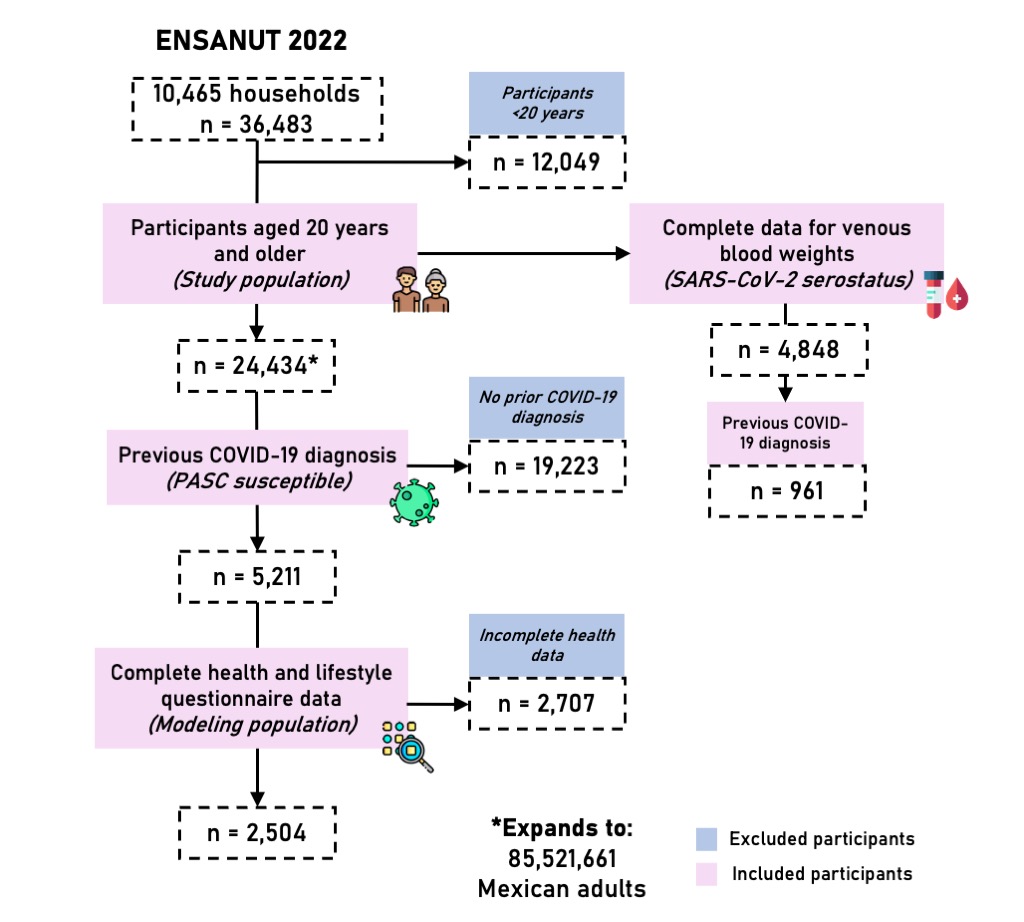 ENSANUT 2022
10,465 households
n = 36,483
Participants
<20 years
n = 12,049
Participants aged 20 years
and older
(Study population)
Complete data for venous
blood weights
(SARS-CoV-2 serostatus)
n = 24,434*
n = 4,848
No prior COVID-19
diagnosis
n = 19,223
Previous COVID-
19 diagnosis
n = 961
Previous COVID-19 diagnosis
(PASC susceptible)
n = 5,211
Incomplete health
data
n = 2,707
Complete health and lifestyle
questionnaire data
(Modeling population)
n = 2,504
*Expands to:
85,521,661
Mexican adults
Excluded participants
Included participants